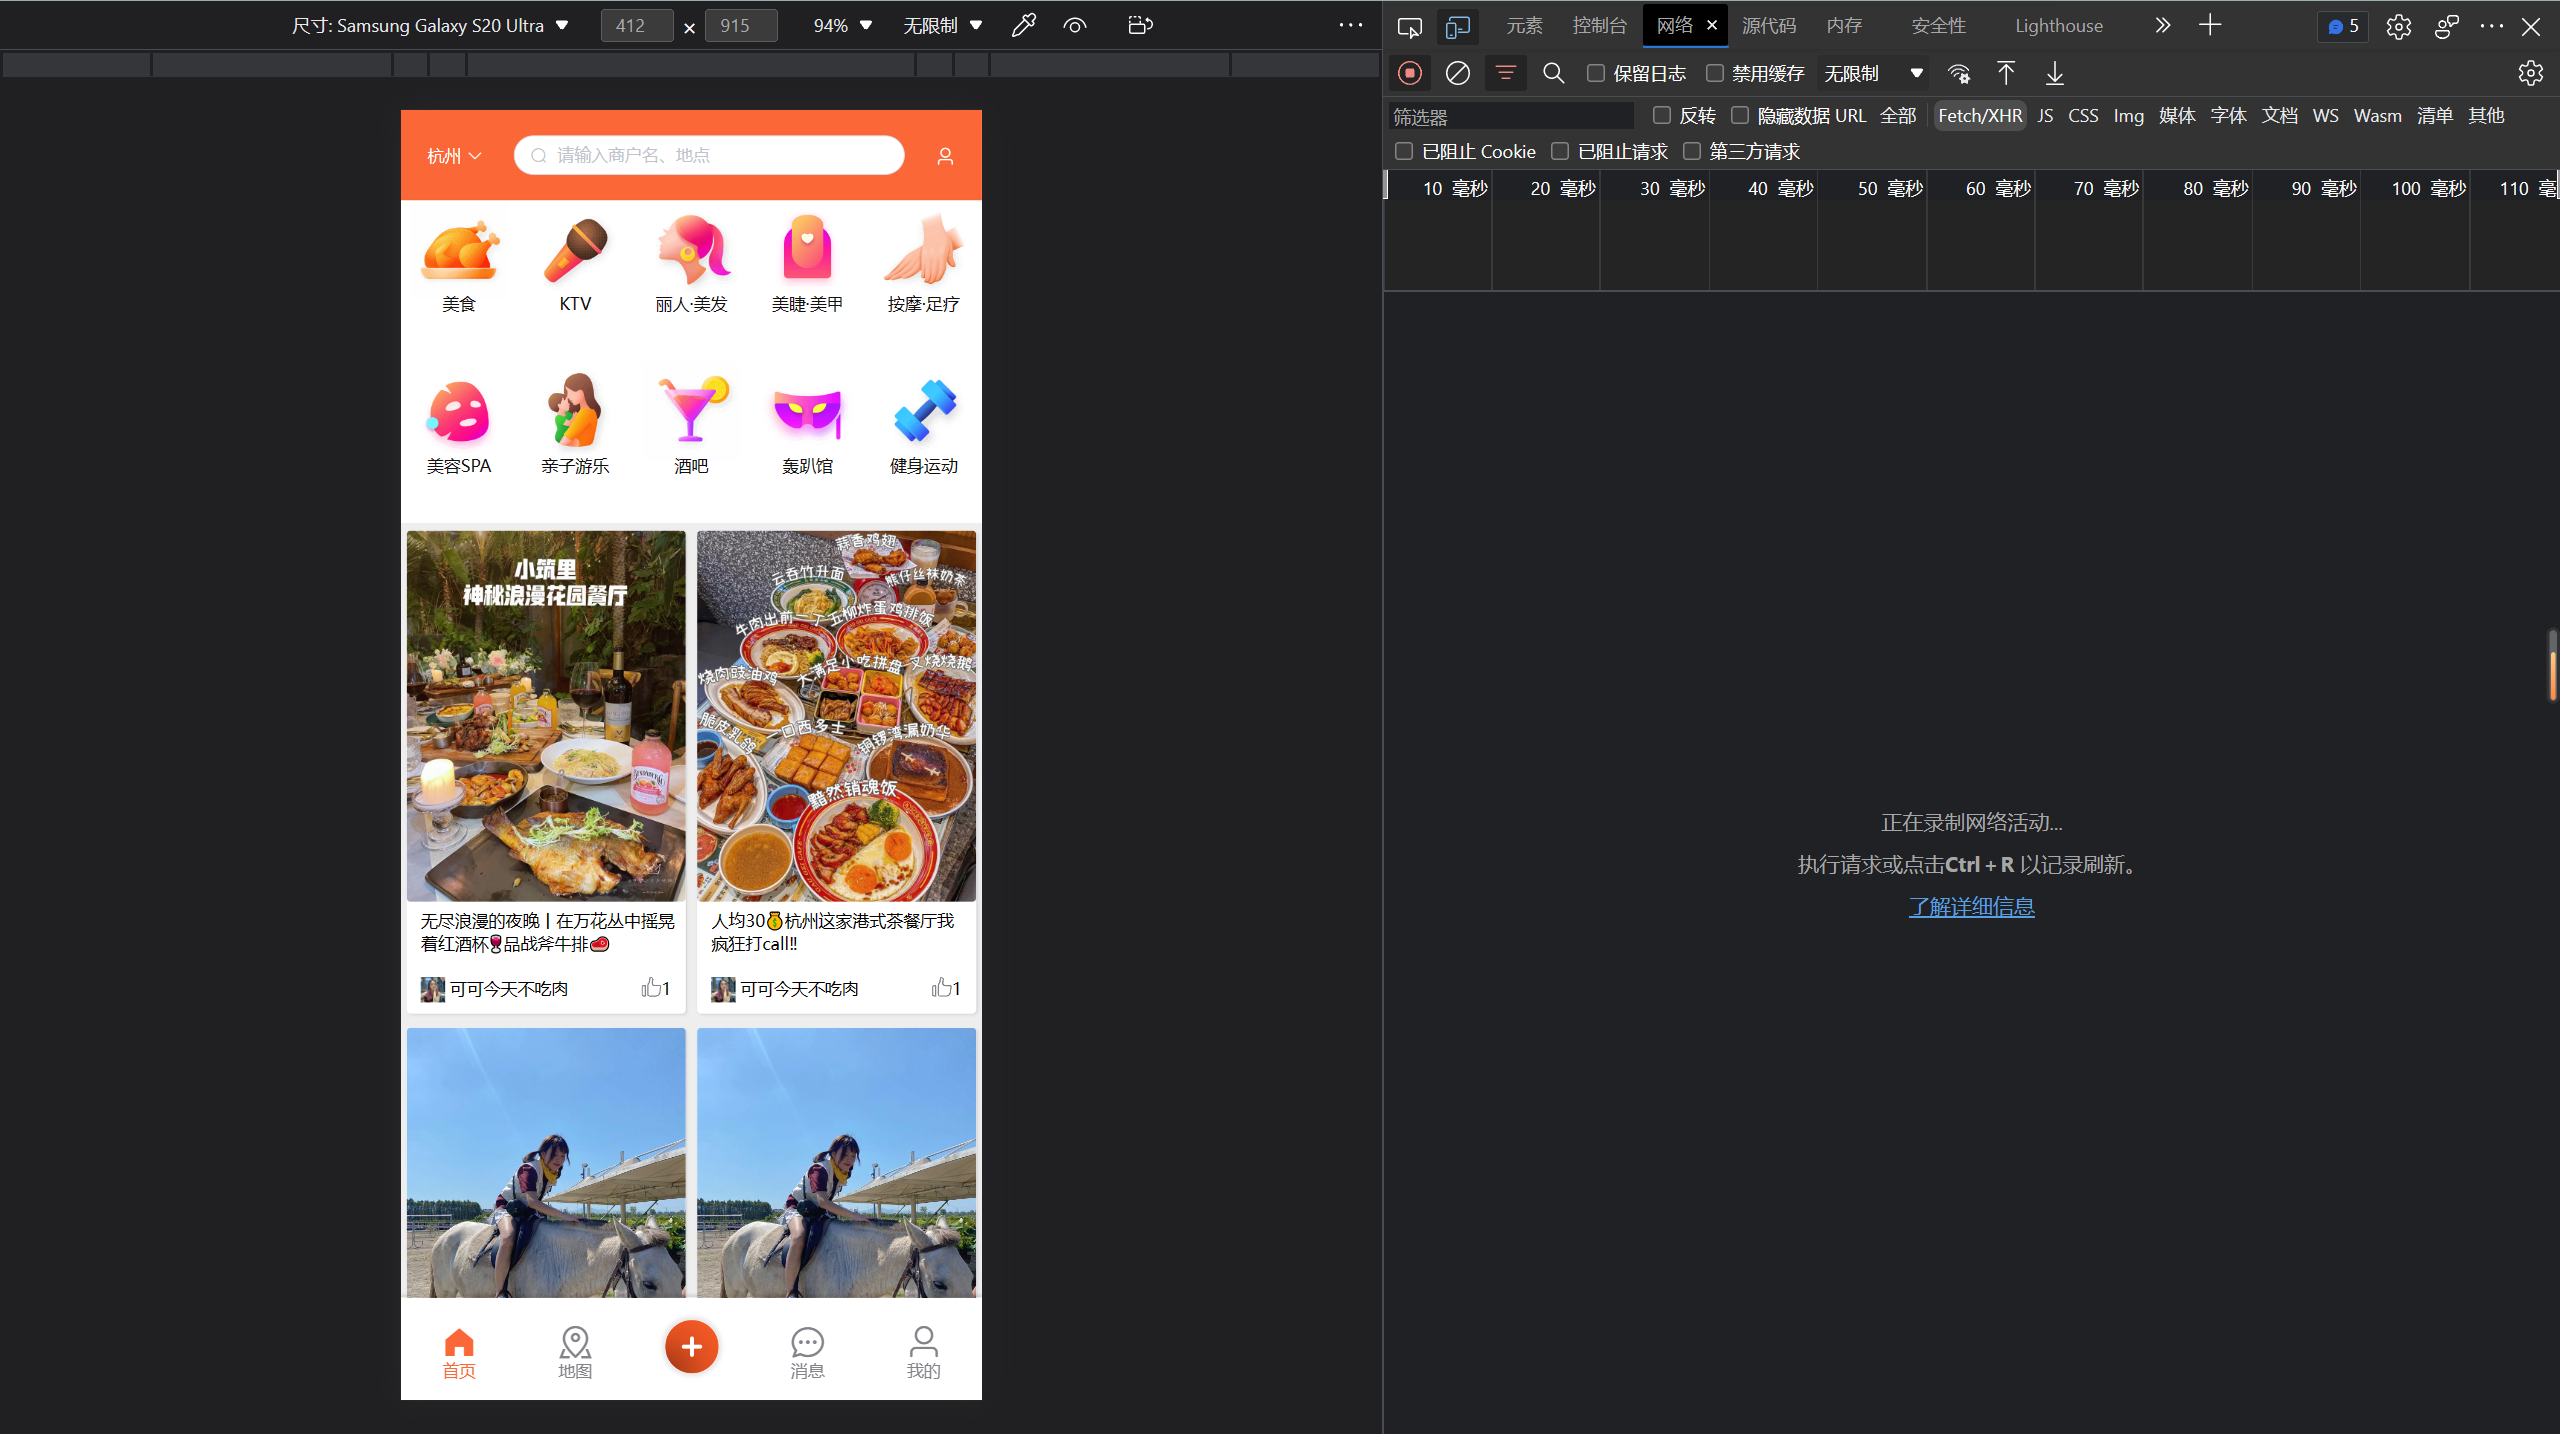 尺寸: Samsung Galaxy S20 Ultra 412 × 915 94% 无限制
元素 控制台 网络 源代码 内存 安全性 Lighthouse 5
保留日志 禁用缓存 无限制
筛选器 反转 隐藏数据 URL 全部 Fetch/XHR JS CSS Img 媒体 字体 文档 WS Wasm 清单 其他
已阻止 Cookie 已阻止请求 第三方请求
10 毫秒 20 毫秒 30 毫秒 40 毫秒 50 毫秒 60 毫秒 70 毫秒 80 毫秒 90 毫秒 100 毫秒 110 毫
正在录制网络活动...
执行请求或点击Ctrl + R 以记录刷新。
了解详细信息
杭州 请输入商户名、地点
美食 KTV 丽人·美发 美睫·美甲 按摩·足疗
美容SPA 亲子游乐 酒吧 轰趴馆 健身运动
小筑里
神秘浪漫花园餐厅
蒜香鸡翅
云吞竹升面
熊仔丝袜奶茶
牛肉出前一丁
五柳炸蛋鸡排饭
烧肉豉油鸡
大满足小吃拼盘
叉烧烧鹅
脆皮乳鸽
一口西多士
铜锣湾漏奶华
黯然销魂饭
无尽浪漫的夜晚丨在万花丛中摇晃
着红酒杯🍷品战斧牛排🥩
可可今天不吃肉 1
人均30💰杭州这家港式茶餐厅我
疯狂打call‼
可可今天不吃肉 1
首页 地图 消息 我的